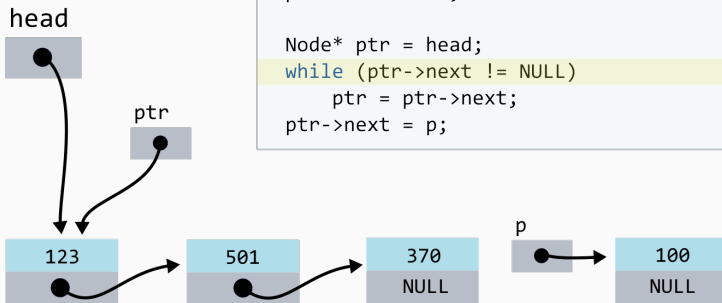 head
Node* ptr = head;
while (ptr->next != NULL)
ptr = ptr->next;
ptr->next = p;
ptr
p
123
501
370
100
NULL
NULL